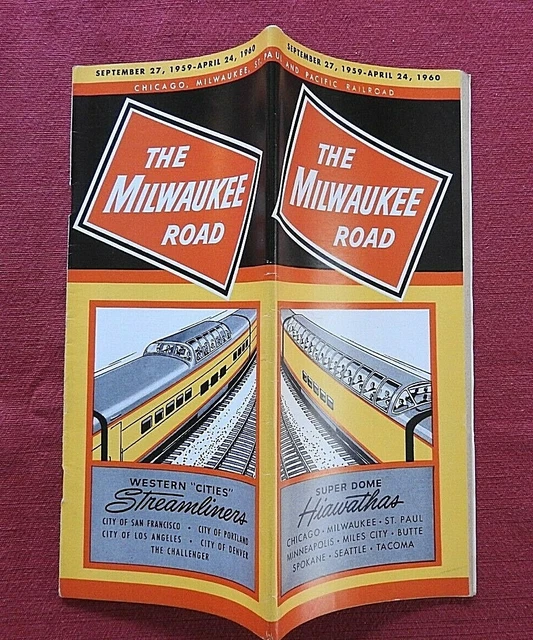 SEPTEMBER 27, 1959-APRIL 24, 1960
CHICAGO, MILWAUKEE, ST. PAUL AND PACIFIC RAILROAD
THE
MILWAUKEE
ROAD
WESTERN "CITIES"
Streamliners
CITY OF SAN FRANCISCO • CITY OF PORTLAND
CITY OF LOS ANGELES • CITY OF DENVER
THE CHALLENGER
SEPTEMBER 27, 1959-APRIL 24, 1960
THE
MILWAUKEE
ROAD
SUPER DOME
Hiawathas
CHICAGO • MILWAUKEE • ST. PAUL
MINNEAPOLIS • MILES CITY • BUTTE
SPOKANE • SEATTLE • TACOMA